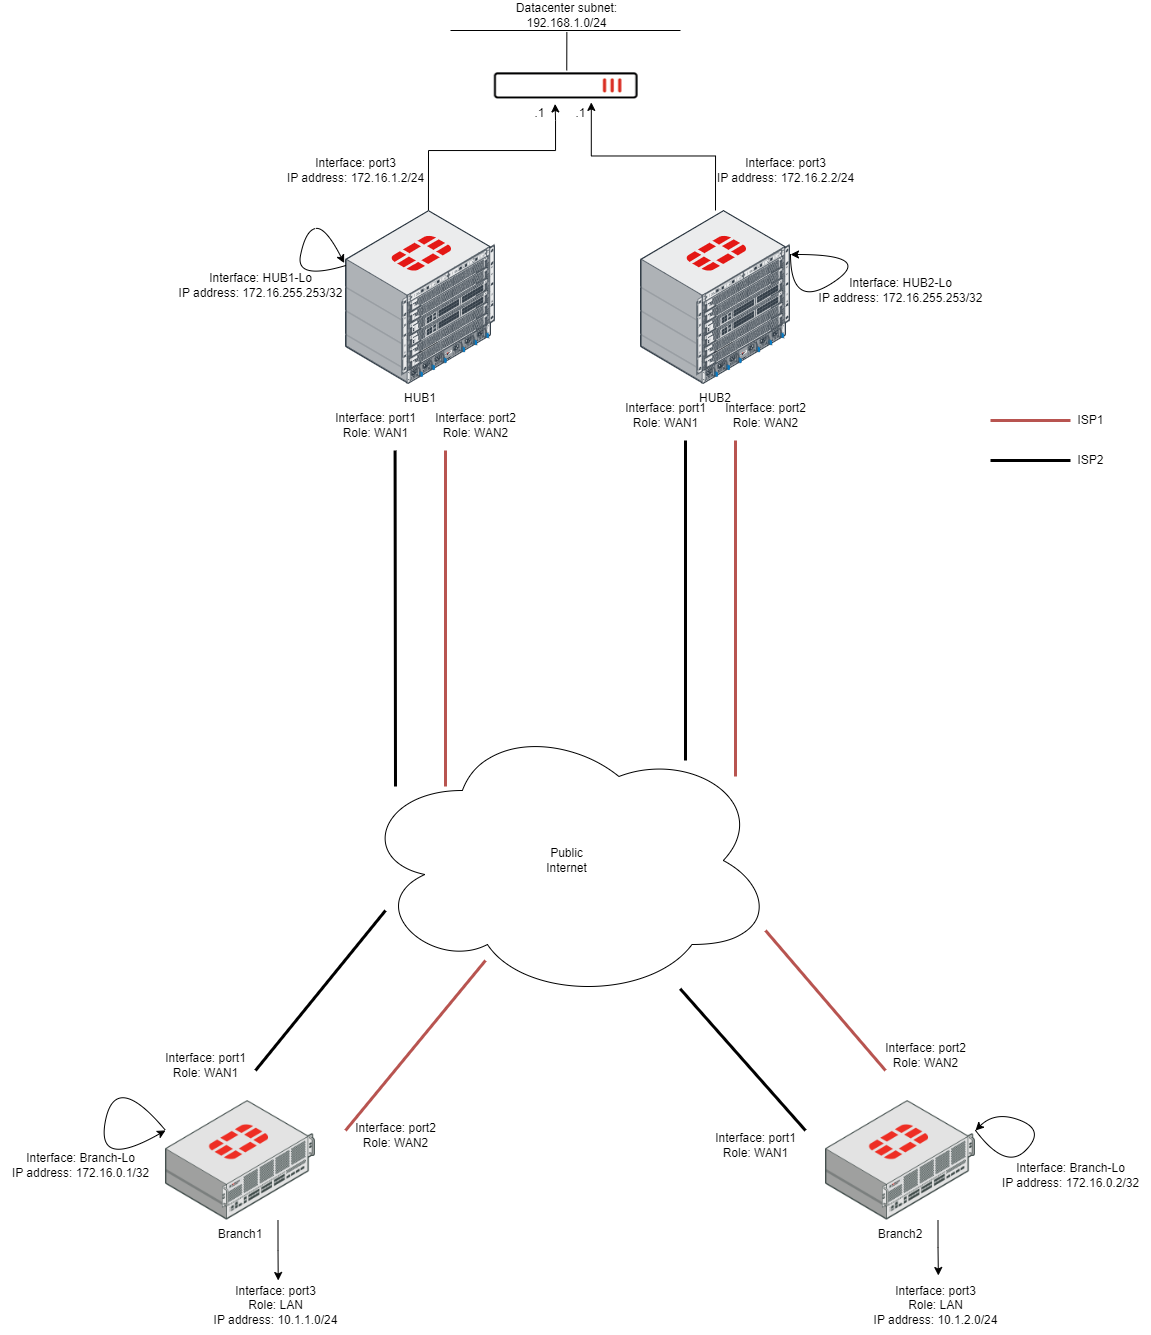 Datacenter subnet:
192.168.1.0/24
.1
.1
Interface: port3
IP address: 172.16.1.2/24
Interface: port3
IP address: 172.16.2.2/24
Interface: HUB1-Lo
IP address: 172.16.255.253/32
Interface: HUB2-Lo
IP address: 172.16.255.253/32
HUB1
HUB2
Interface: port1
Role: WAN1
Interface: port2
Role: WAN2
Interface: port1
Role: WAN1
Interface: port2
Role: WAN2
ISP1
ISP2
Public
Internet
Interface: port1
Role: WAN1
Interface: port2
Role: WAN2
Interface: port2
Role: WAN2
Interface: port1
Role: WAN1
Interface: Branch-Lo
IP address: 172.16.0.1/32
Interface: Branch-Lo
IP address: 172.16.0.2/32
Branch1
Branch2
Interface: port3
Role: LAN
IP address: 10.1.1.0/24
Interface: port3
Role: LAN
IP address: 10.1.2.0/24